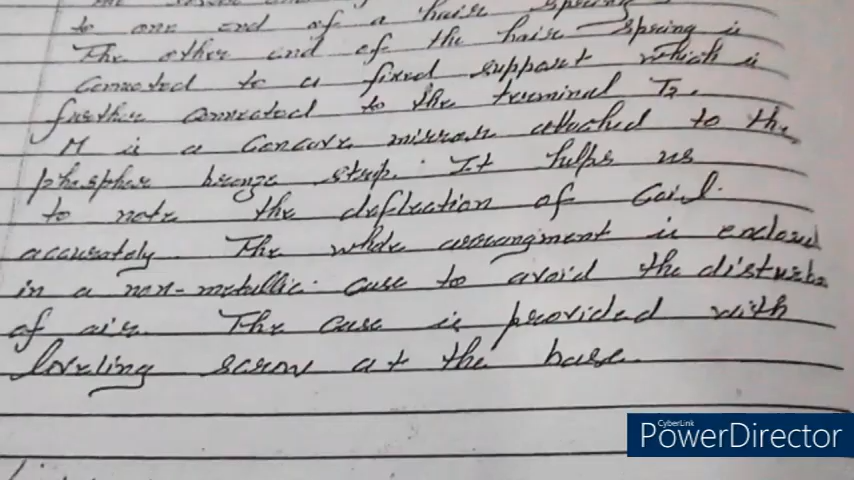 to one end of a hair spring
The other end of the hair spring is
connected to a fixed support which is
further connected to the terminal T2.
M is a Concave mirror attached to the
phosphor bronze strip. It helps us
to note the deflection of Coil.
accurately. The whole arrangment is enclosed
in a non-metallic case to avoid the disturbe
of air. The case is provided with
leveling screw at the base.
CyberLink
PowerDirector